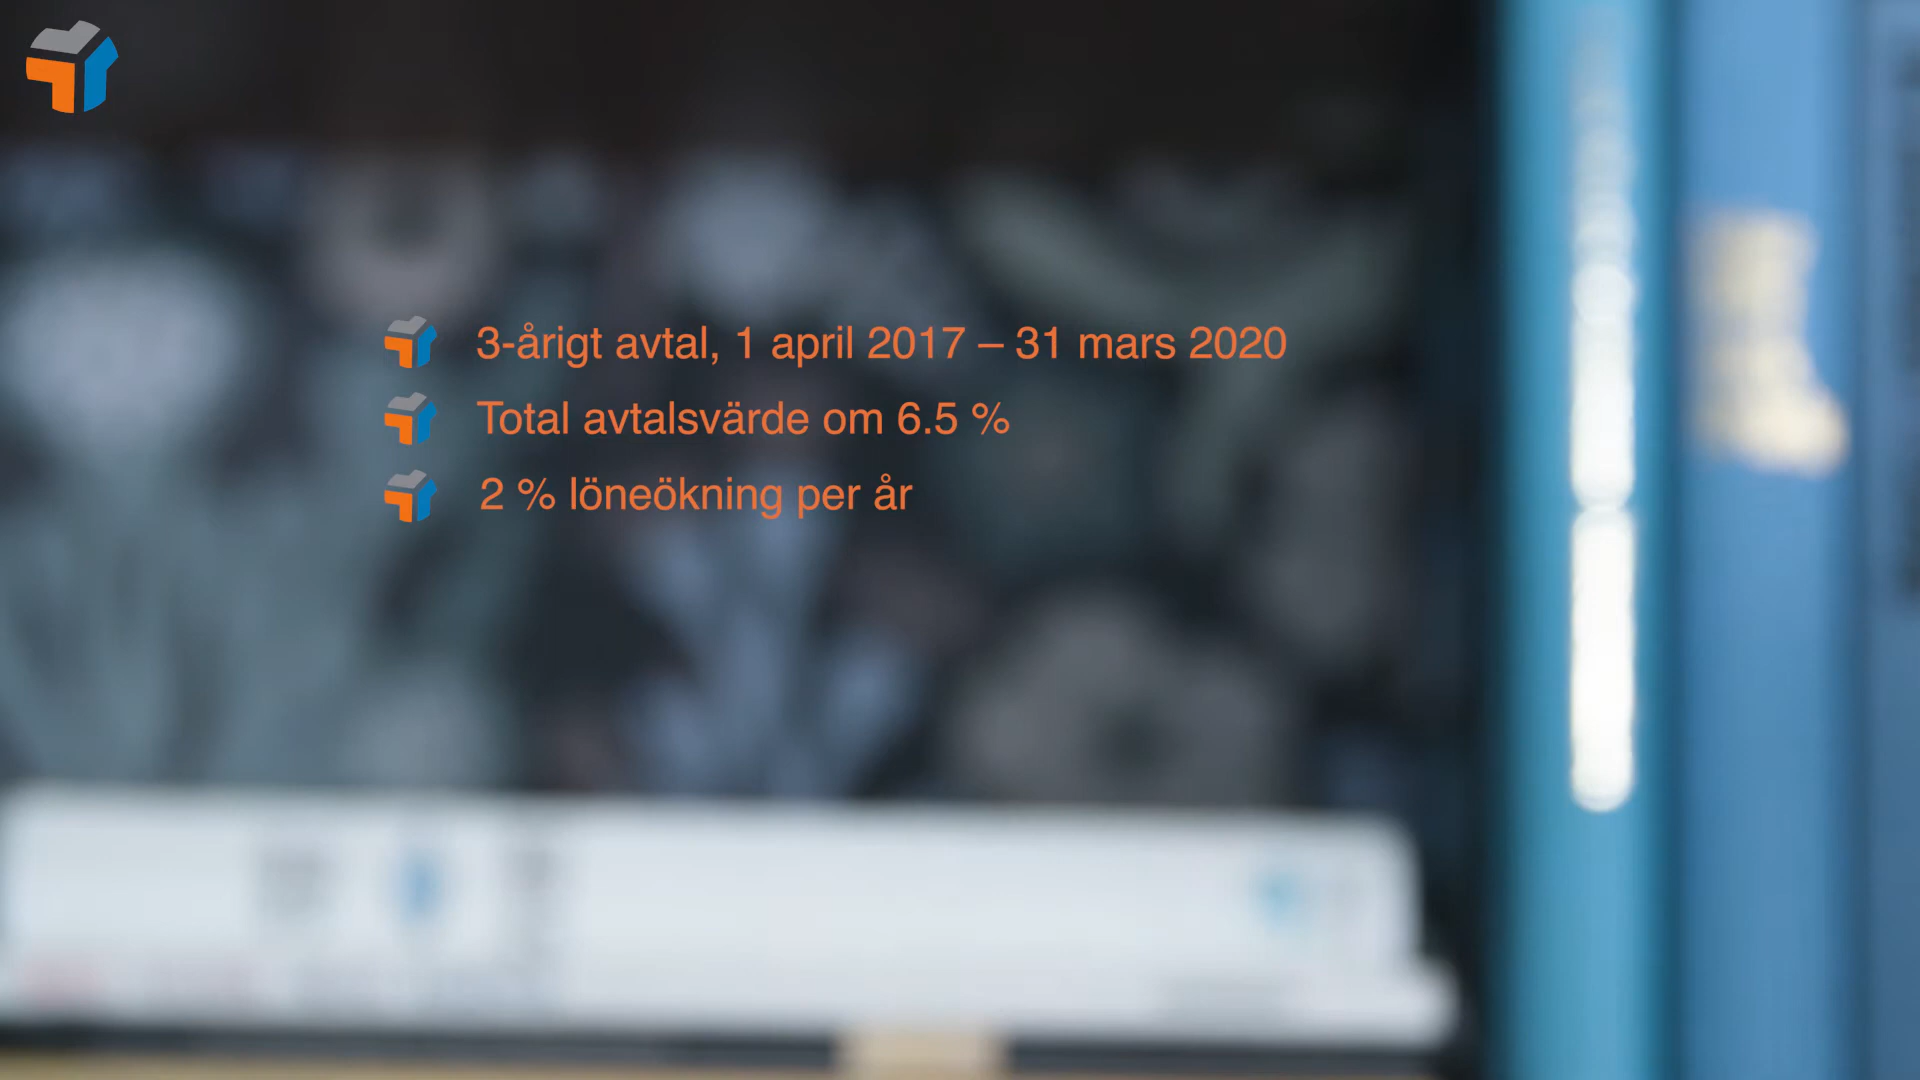 3-årigt avtal, 1 april 2017 – 31 mars 2020
Total avtalsvärde om 6.5 %
2 % löneökning per år